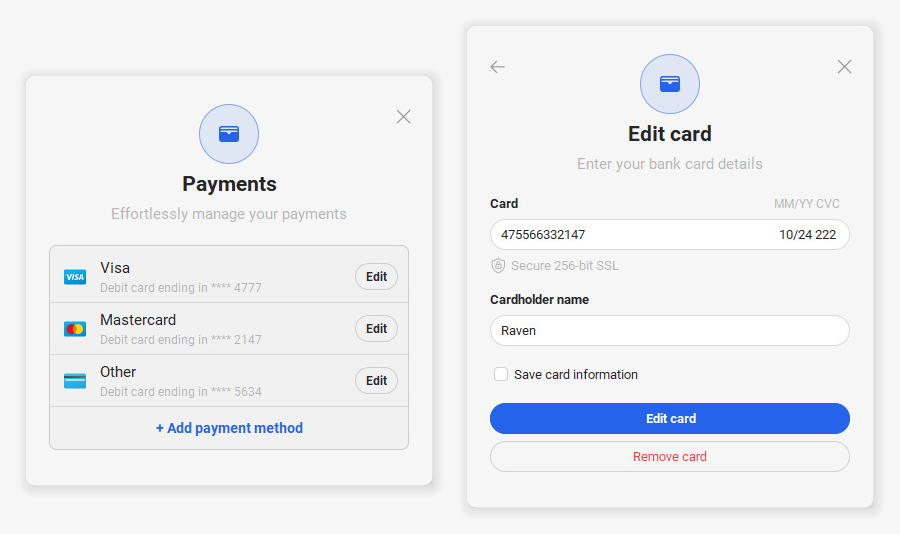 Payments
Effortlessly manage your payments
VISA
Visa
Debit card ending in **** 4777
Edit
Mastercard
Debit card ending in **** 2147
Edit
Other
Debit card ending in **** 5634
Edit
+ Add payment method
Edit card
Enter your bank card details
Card MM/YY CVC
475566332147 10/24 222
Secure 256-bit SSL
Cardholder name
Raven
Save card information
Edit card
Remove card